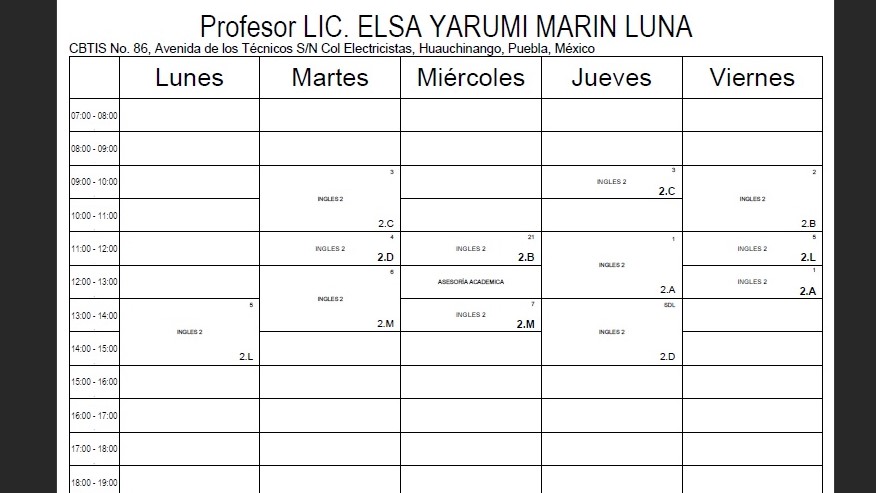 Profesor LIC. ELSA YARUMI MARIN LUNA
CBTIS No. 86, Avenida de los Técnicos S/N Col Electricistas, Huauchinango, Puebla, México
Lunes Martes Miércoles Jueves Viernes
07:00 - 08:00
08:00 - 09:00
09:00 - 10:00
3
INGLES 2
2.C
3
INGLES 2
2.C
2
INGLES 2
2.B
10:00 - 11:00
11:00 - 12:00
4
INGLES 2
2.D
21
INGLES 2
2.B
1
INGLES 2
2.A
5
INGLES 2
2.L
12:00 - 13:00
6
INGLES 2
2.M
ASESORÍA ACADEMICA
1
INGLES 2
2.A
13:00 - 14:00
6
INGLES 2
2.L
7
INGLES 2
2.M
SDL
INGLES 2
2.D
14:00 - 15:00
15:00 - 16:00
16:00 - 17:00
17:00 - 18:00
18:00 - 19:00